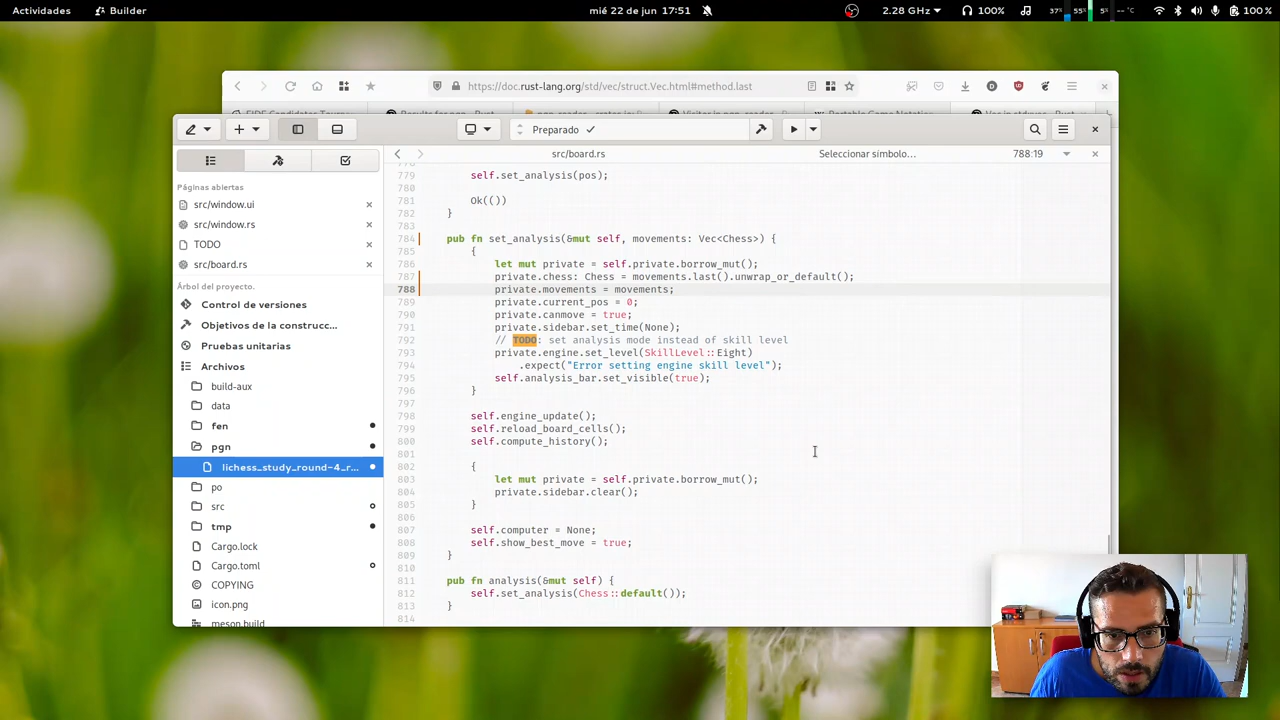 Actividades
Builder
mié 22 de jun 17:51
2.28 GHz
100%
37%
55%
5%
-- °C
100 %
https://doc.rust-lang.org/std/vec/struct.Vec.html#method.last
Preparado
src/board.rs
Seleccionar símbolo…
788:19
Páginas abiertas
src/window.ui
src/window.rs
TODO
src/board.rs
Árbol del proyecto.
Control de versiones
Objetivos de la construcc…
Pruebas unitarias
Archivos
build-aux
data
fen
pgn
lichess_study_round-4_r…
po
src
tmp
Cargo.lock
Cargo.toml
COPYING
icon.png
meson.build
779 self.set_analysis(pos);
780
781 Ok(())
782 }
783
784 pub fn set_analysis(&mut self, movements: Vec<Chess>) {
785 {
786 let mut private = self.private.borrow_mut();
787 private.chess: Chess = movements.last().unwrap_or_default();
788 private.movements = movements;
789 private.current_pos = 0;
790 private.canmove = true;
791 private.sidebar.set_time(None);
792 // TODO: set analysis mode instead of skill level
793 private.engine.set_level(SkillLevel::Eight)
794 .expect("Error setting engine skill level");
795 self.analysis_bar.set_visible(true);
796 }
797
798 self.engine_update();
799 self.reload_board_cells();
800 self.compute_history();
801
802 {
803 let mut private = self.private.borrow_mut();
804 private.sidebar.clear();
805 }
806
807 self.computer = None;
808 self.show_best_move = true;
809 }
810
811 pub fn analysis(&mut self) {
812 self.set_analysis(Chess::default());
813 }
814